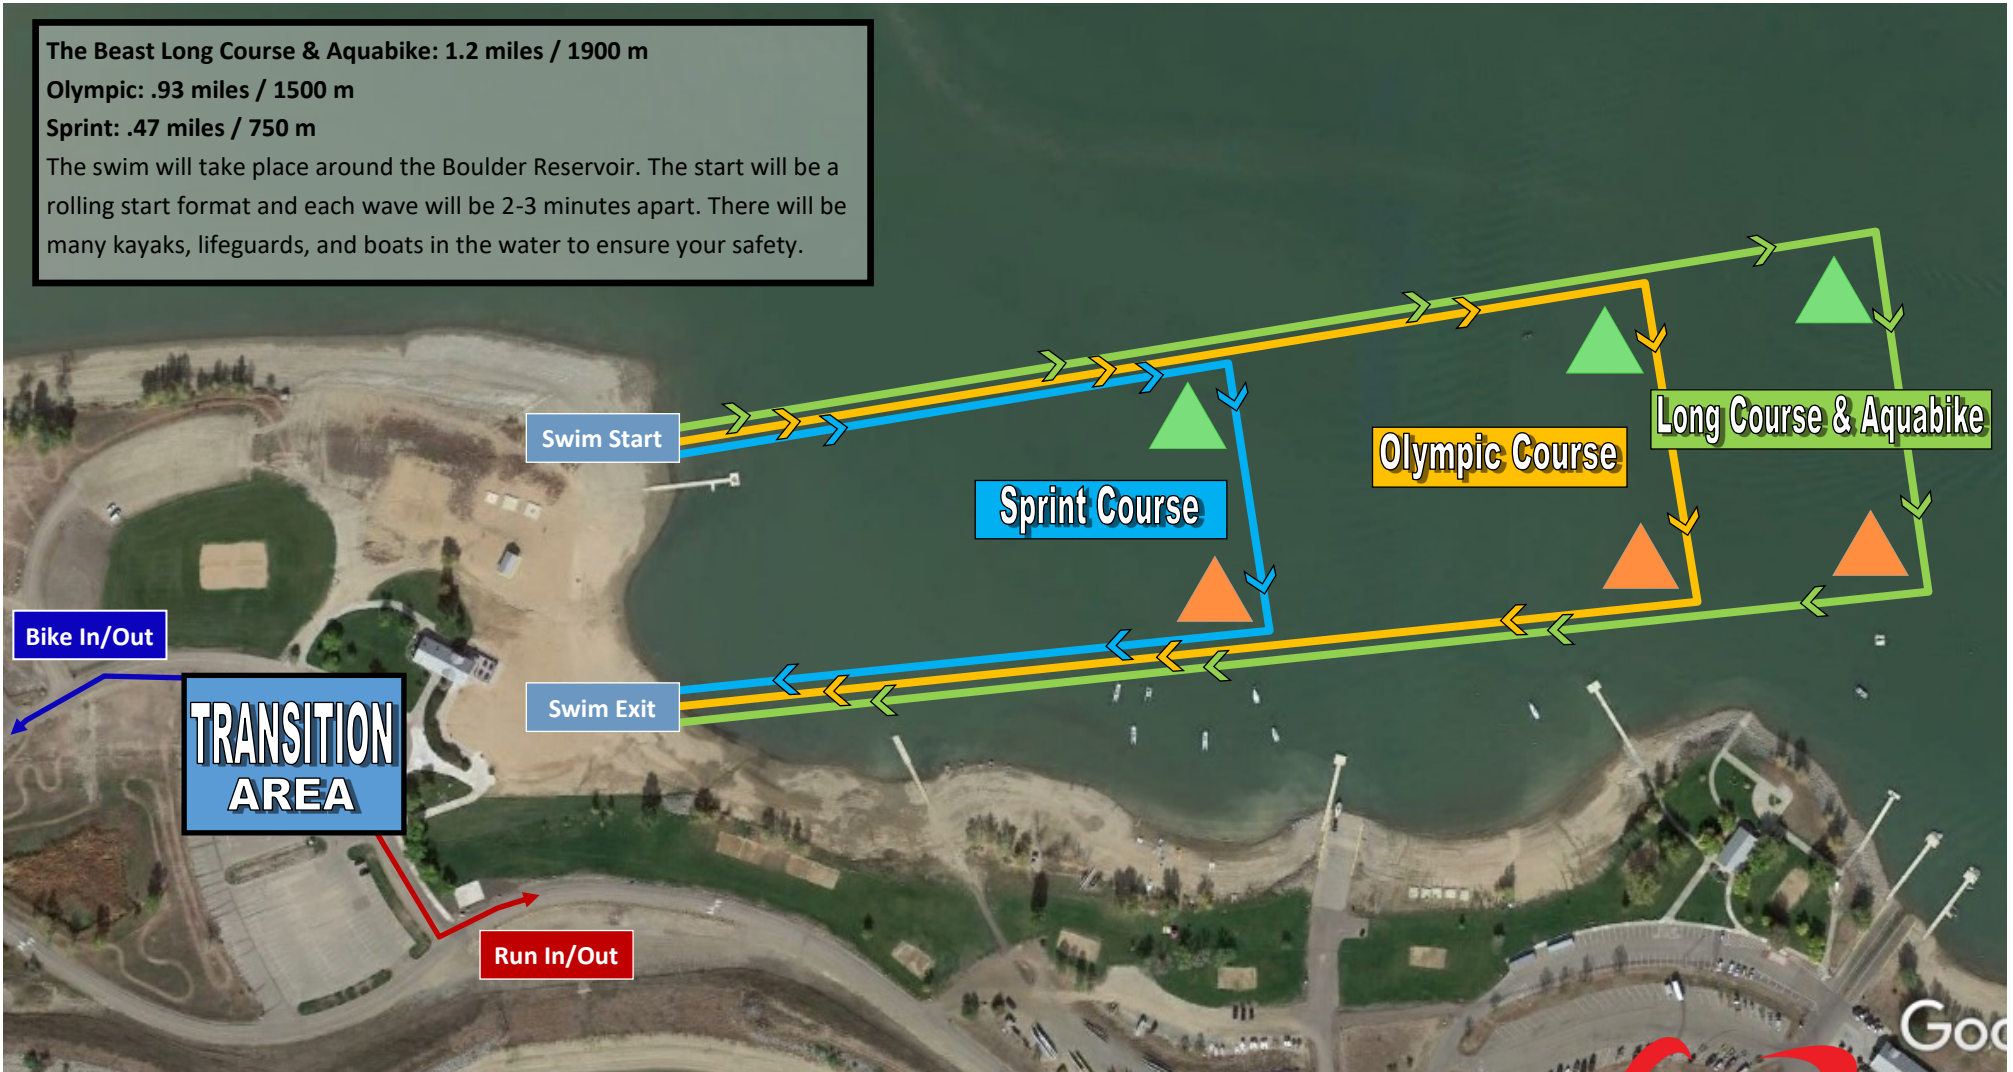 The Beast Long Course & Aquabike: 1.2 miles / 1900 m
Olympic: .93 miles / 1500 m
Sprint: .47 miles / 750 m
The swim will take place around the Boulder Reservoir. The start will be a
rolling start format and each wave will be 2-3 minutes apart. There will be
many kayaks, lifeguards, and boats in the water to ensure your safety.
Swim Start
Long Course & Aquabike
Olympic Course
Sprint Course
Bike In/Out
Swim Exit
TRANSITION
AREA
Run In/Out
Goo